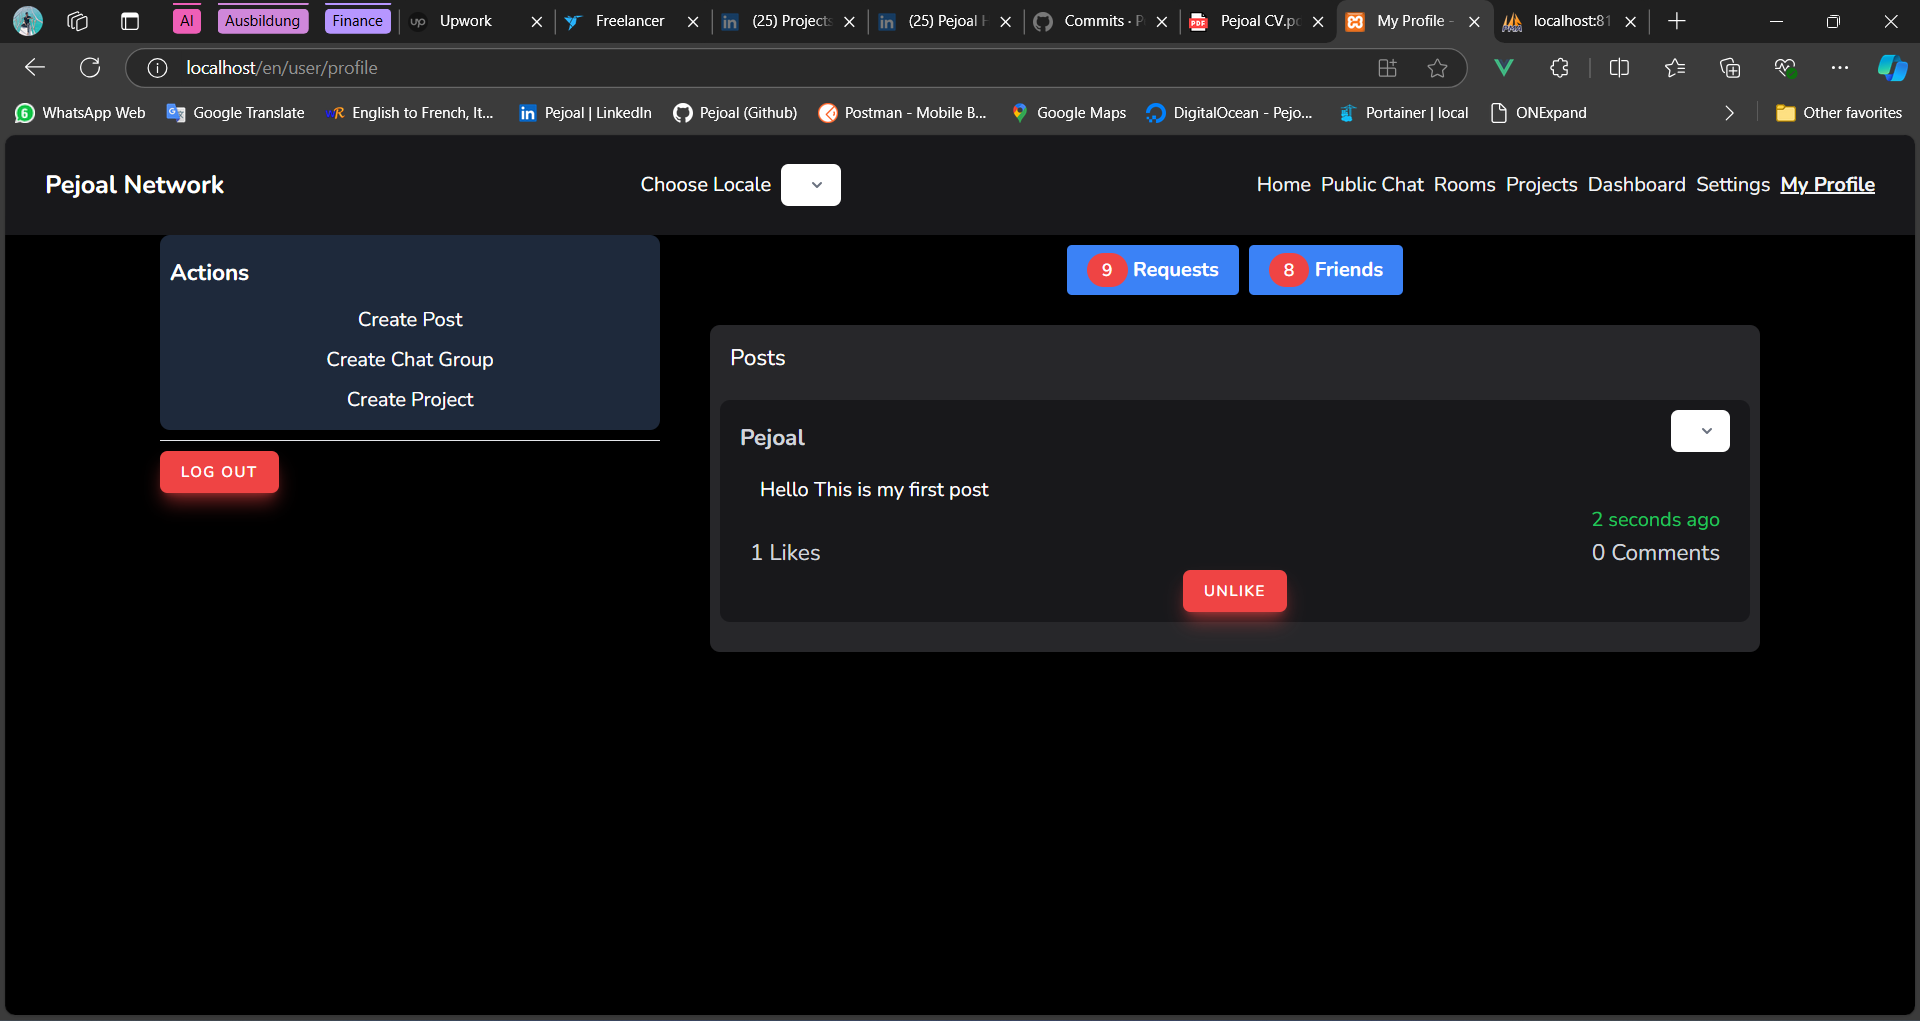 AI Ausbildung Finance Upwork Freelancer (25) Projects (25) Pejoal Commits · Pejoal CV.pd My Profile - localhost:81
localhost/en/user/profile
WhatsApp Web Google Translate English to French, It... Pejoal | LinkedIn Pejoal (Github) Postman - Mobile B... Google Maps DigitalOcean - Pejo... Portainer | local ONExpand Other favorites
Pejoal Network Choose Locale Home Public Chat Rooms Projects Dashboard Settings My Profile
Actions
Create Post
Create Chat Group
Create Project
LOG OUT
9 Requests 8 Friends
Posts
Pejoal
Hello This is my first post
2 seconds ago
1 Likes 0 Comments
UNLIKE